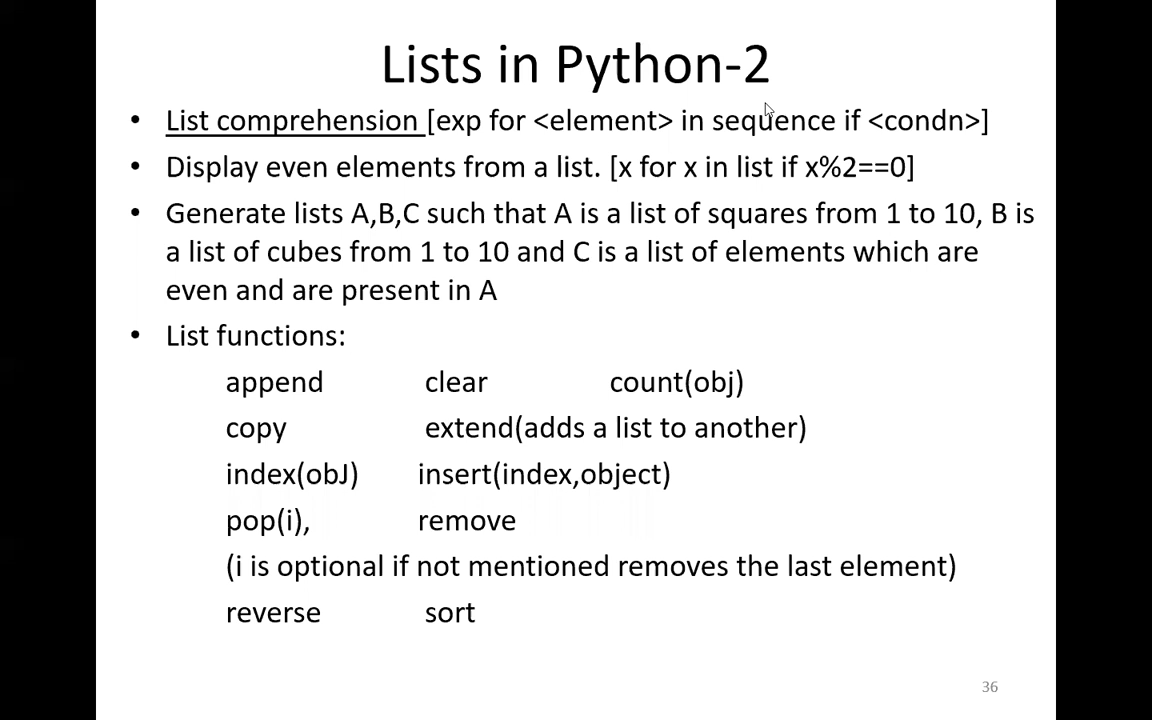 Lists in Python-2
• List comprehension [exp for <element> in sequence if <condn>]
• Display even elements from a list. [x for x in list if x%2==0]
• Generate lists A,B,C such that A is a list of squares from 1 to 10, B is
a list of cubes from 1 to 10 and C is a list of elements which are
even and are present in A
• List functions:
append clear count(obj)
copy extend(adds a list to another)
index(obJ) insert(index,object)
pop(i), remove
(i is optional if not mentioned removes the last element)
reverse sort
36